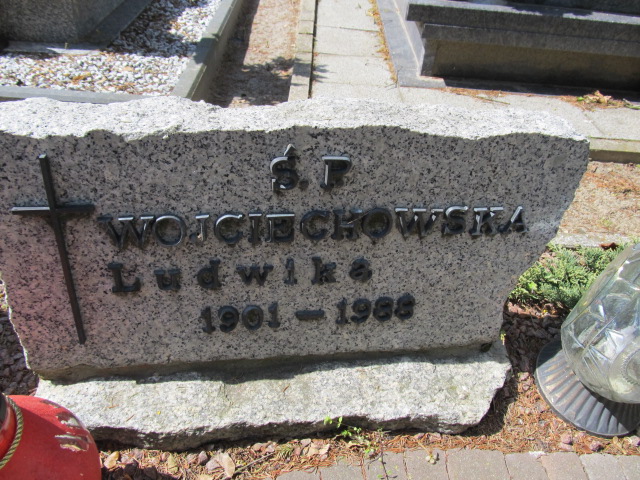 Ś.P
WOJCIECHOWSKA
Ludwika
1901 - 1988